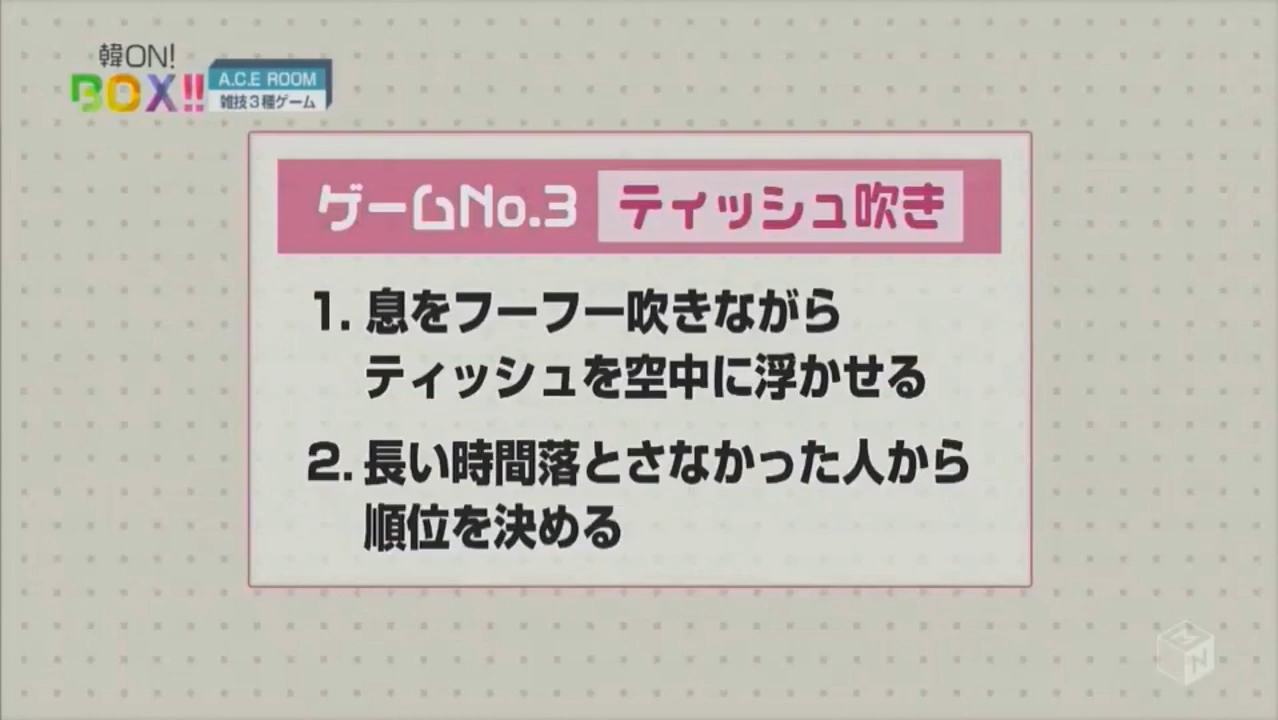 韓ON!
BOX!!
A.C.E ROOM
雑技3種ゲーム
ゲームNo.3 ティッシュ吹き
1. 息をフーフー吹きながら
ティッシュを空中に浮かせる
2. 長い時間落とさなかった人から
順位を決める